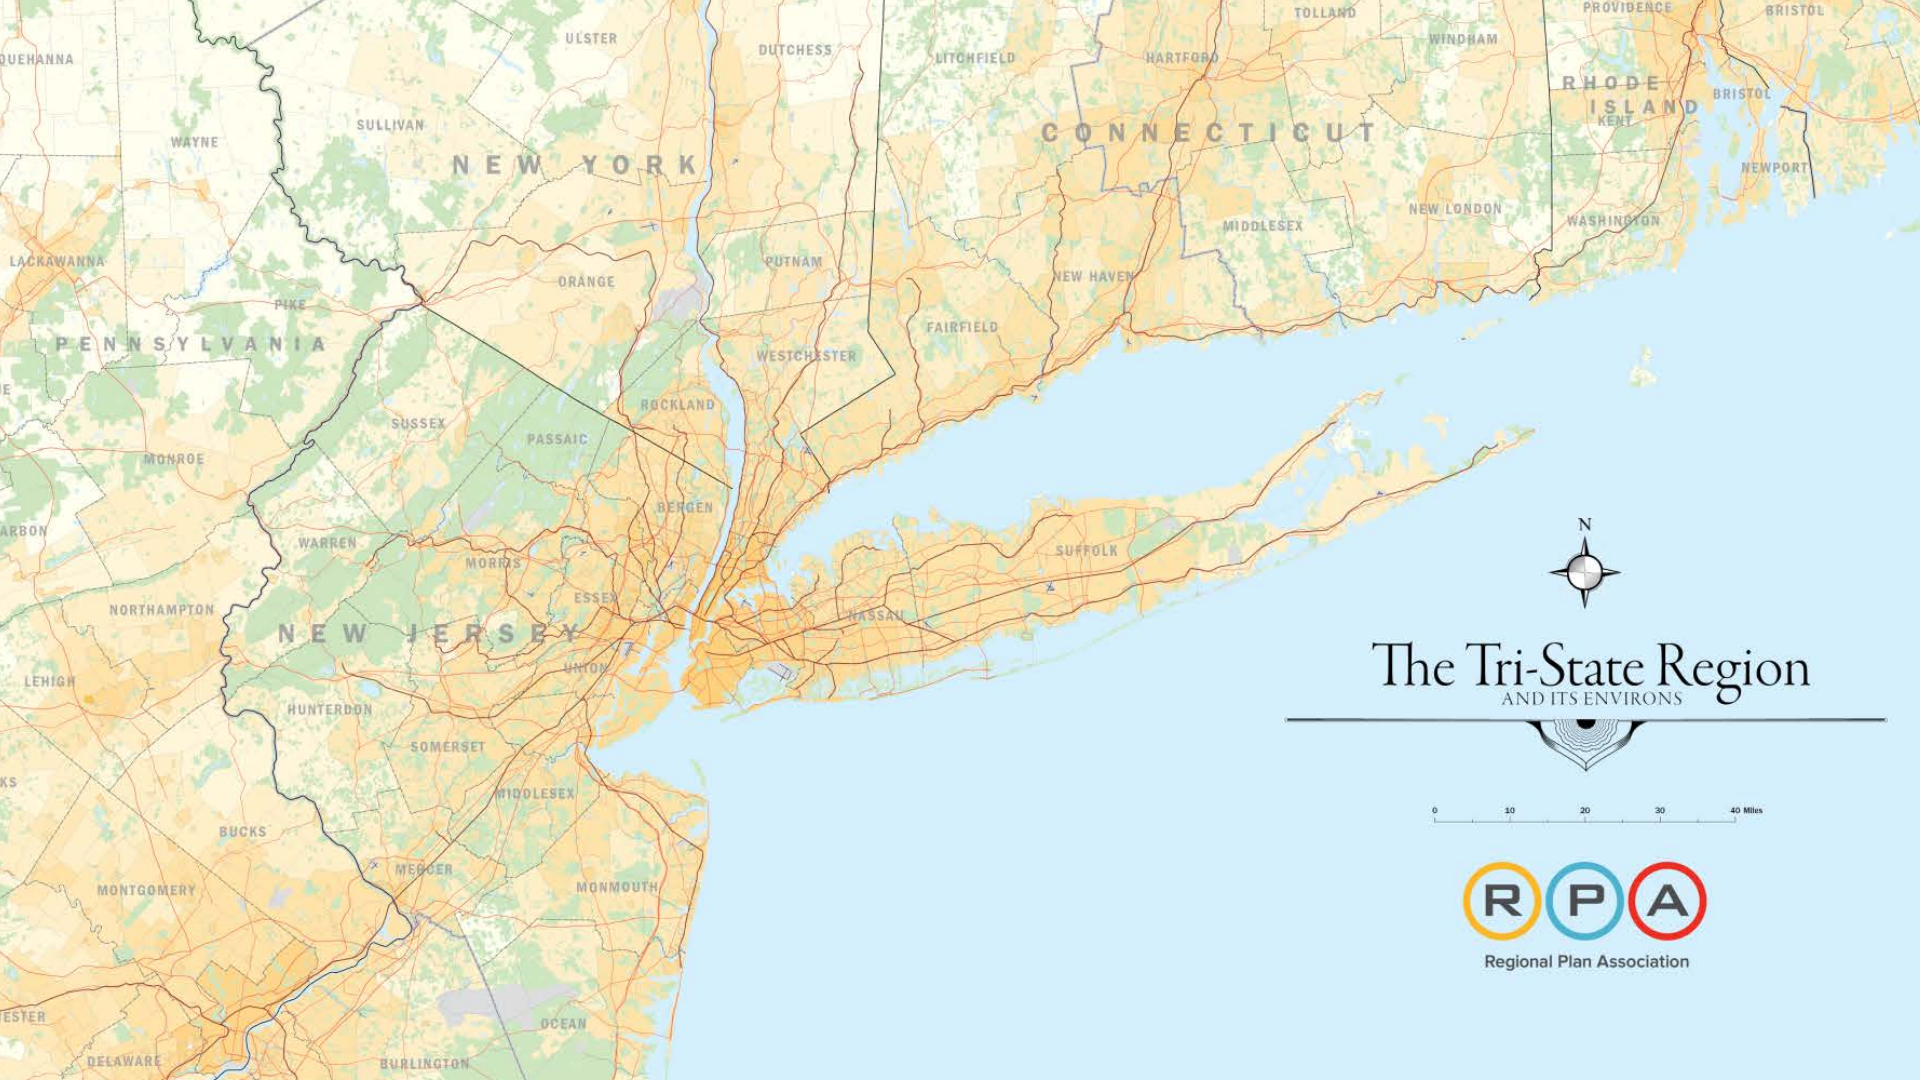 ULSTER
DUTCHESS
LITCHFIELD
HARTFORD
TOLLAND
WINDHAM
PROVIDENCE
BRISTOL
QUEHANNA
WAYNE
SULLIVAN
NEW YORK
CONNECTICUT
RHODE
ISLAND
KENT
BRISTOL
NEWPORT
WASHINGTON
NEW LONDON
MIDDLESEX
LACKAWANNA
PIKE
ORANGE
PUTNAM
NEW HAVEN
FAIRFIELD
PENNSYLVANIA
WESTCHESTER
ROCKLAND
SUSSEX
PASSAIC
MONROE
BERGEN
ARBON
WARREN
MORRIS
SUFFOLK
ESSEX
NASSAU
NORTHAMPTON
NEW JERSEY
UNION
LEHIGH
HUNTERDON
SOMERSET
KS
MIDDLESEX
BUCKS
MERCER
MONTGOMERY
MONMOUTH
ESTER
OCEAN
DELAWARE
BURLINGTON
N
The Tri-State Region
AND ITS ENVIRONS
0 10 20 30 40 Miles
R P A
Regional Plan Association